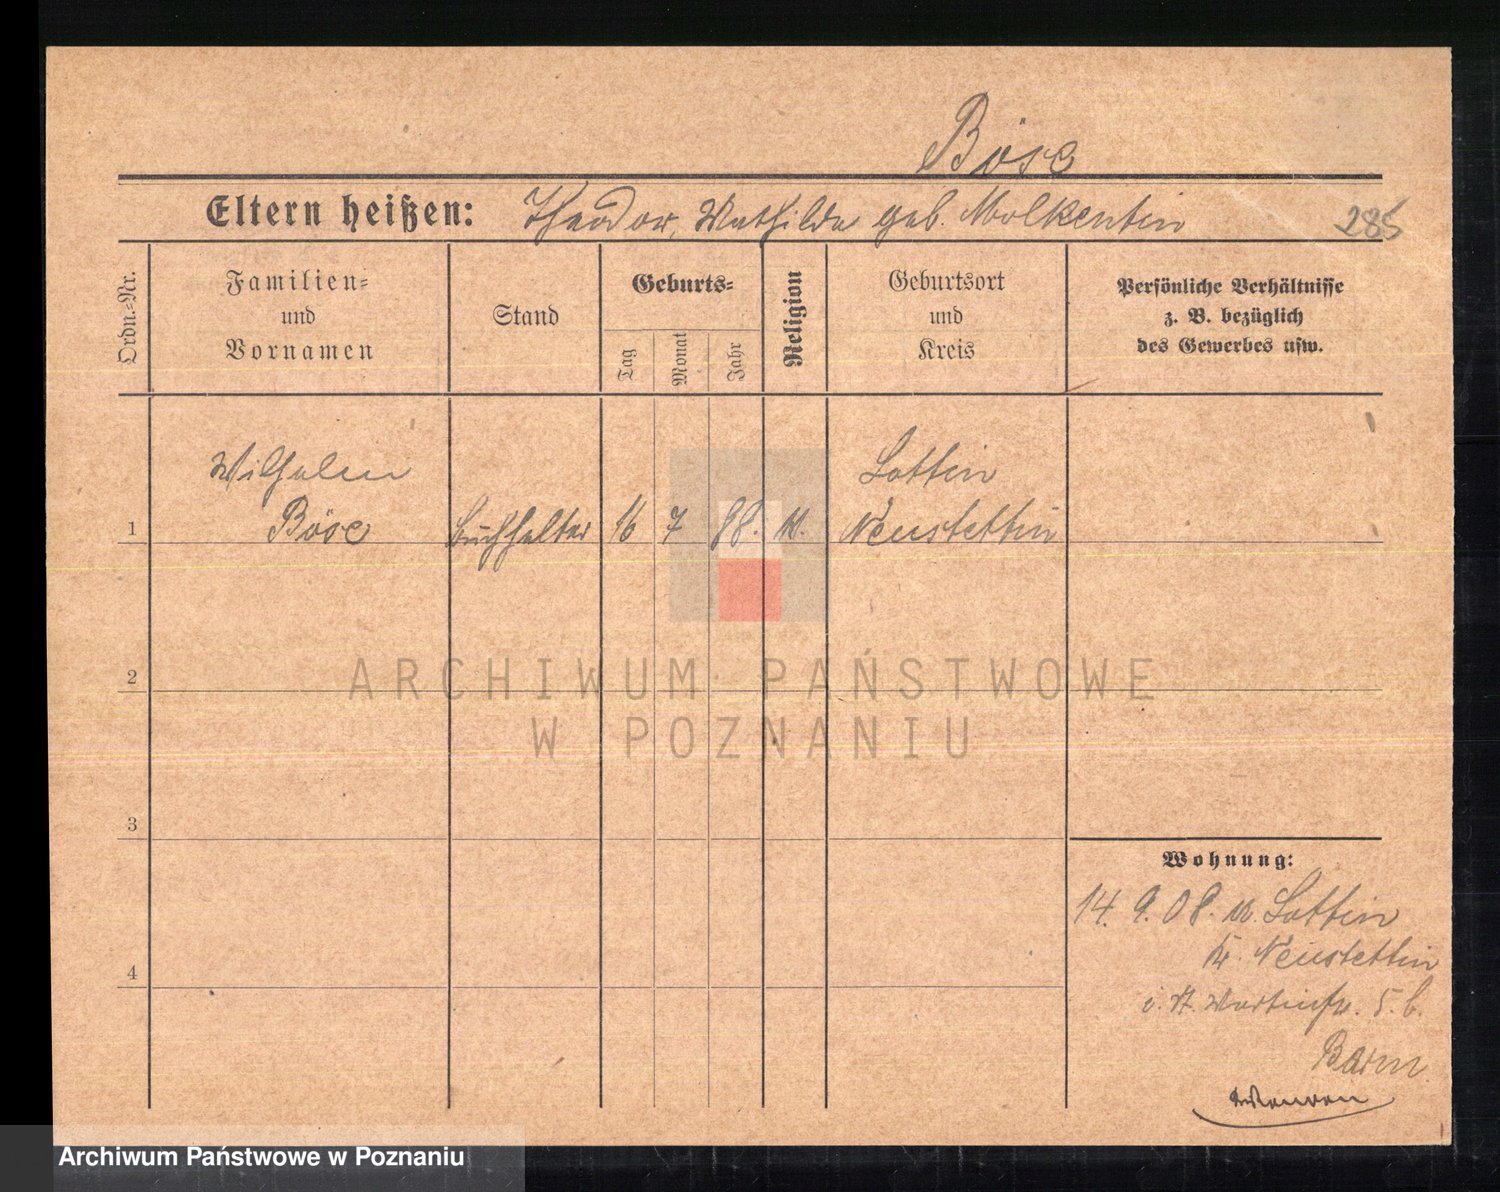 Böse
Eltern heißen: Theodor, Mathilde geb. Molkentin 285
Ordn.-Nr.
Familien- und Vornamen
Stand
Geburts-
Tag
Monat
Jahr
Religion
Geburtsort und Kreis
Persönliche Verhältnisse
z. B. bezüglich
des Gewerbes usw.
Wilhelm Lottin
1 Böse Buchhalter 16 7 88. Neustettin
2
ARCHIWUM PAŃSTWOWE
W POZNANIU
3
Wohnung:
14. 9. 08. Lottin
4 Kr. Neustettin
5. b.
Barm
Archiwum Państwowe w Poznaniu